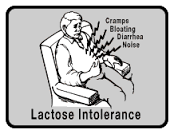 Cramps
Bloating
Diarrhea
Noise
Lactose Intolerance